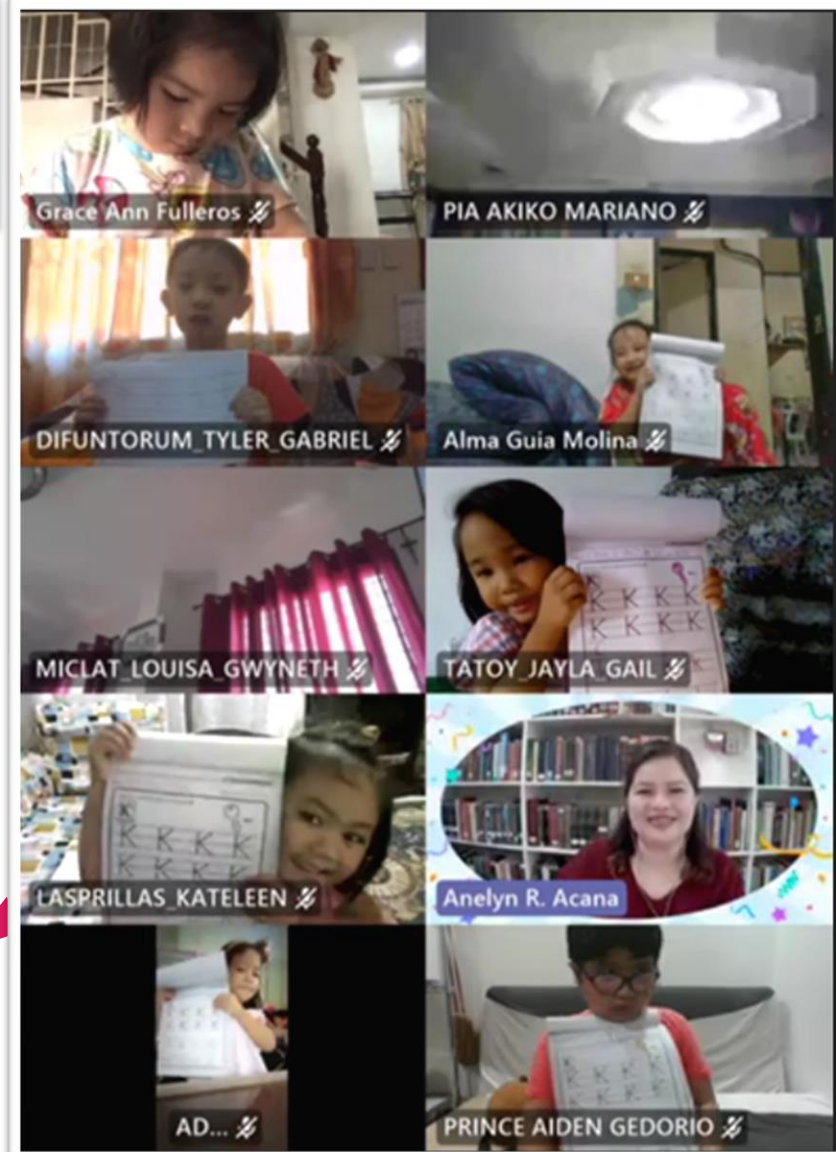 Grace Ann Fulleros
PIA AKIKO MARIANO
DIFUNTORUM_TYLER_GABRIEL
Alma Guia Molina
MICLAT_LOUISA_GWYNETH
TATOY_JAYLA_GAIL
K
K K K K
K K K K
LASPRILLAS_KATELEEN
K
K K K K
K K K K
Anelyn R. Acana
AD...
PRINCE AIDEN GEDORIO
K
K K K K
K K K K